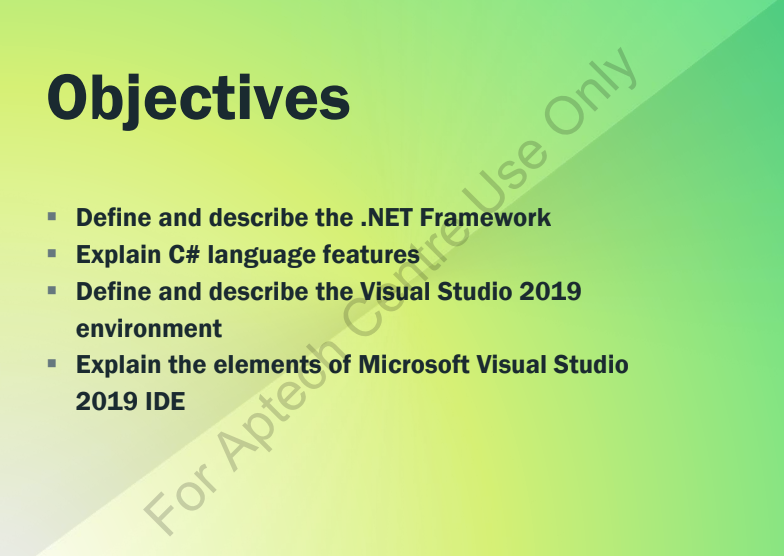 Objectives
▪ Define and describe the .NET Framework
▪ Explain C# language features
▪ Define and describe the Visual Studio 2019
environment
▪ Explain the elements of Microsoft Visual Studio
2019 IDE
For Aptech Centre Use Only